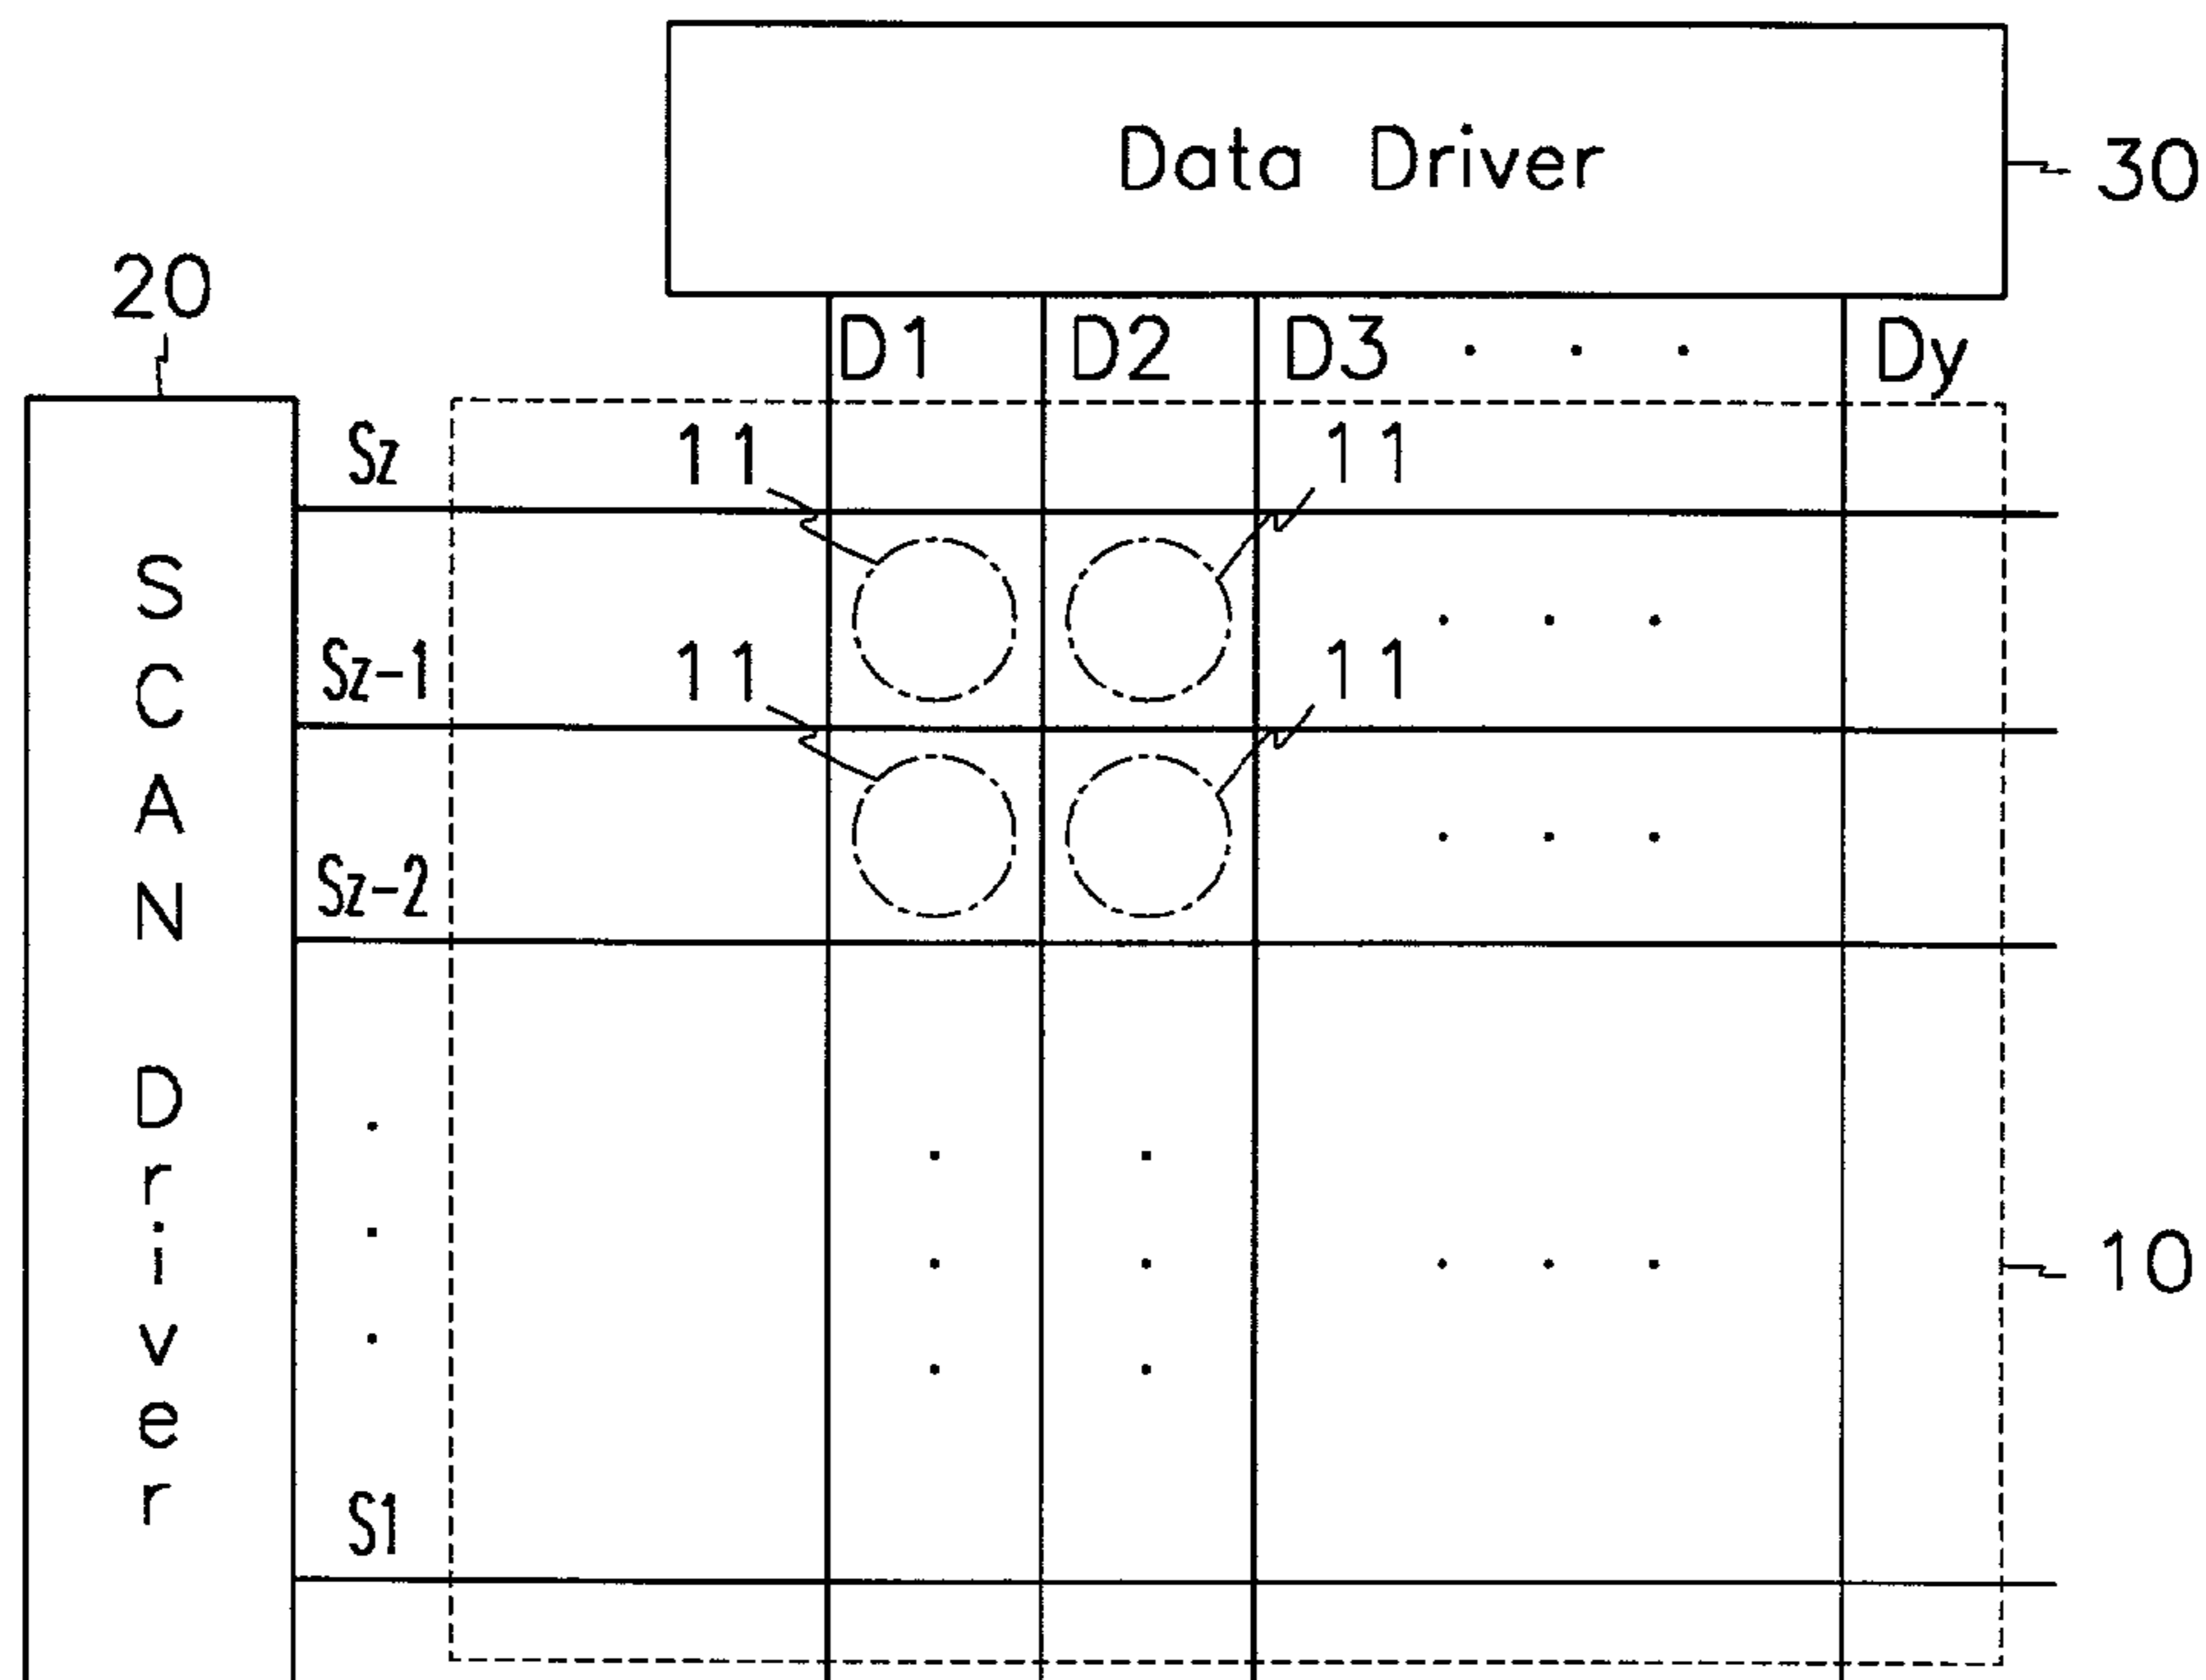 Data Driver
30
20
D1 D2 D3 . . . Dy
Sz 11 11
. . .
Sz-1 11 11
. . .
Sz-2
SCAN Driver
. . .
10
S1